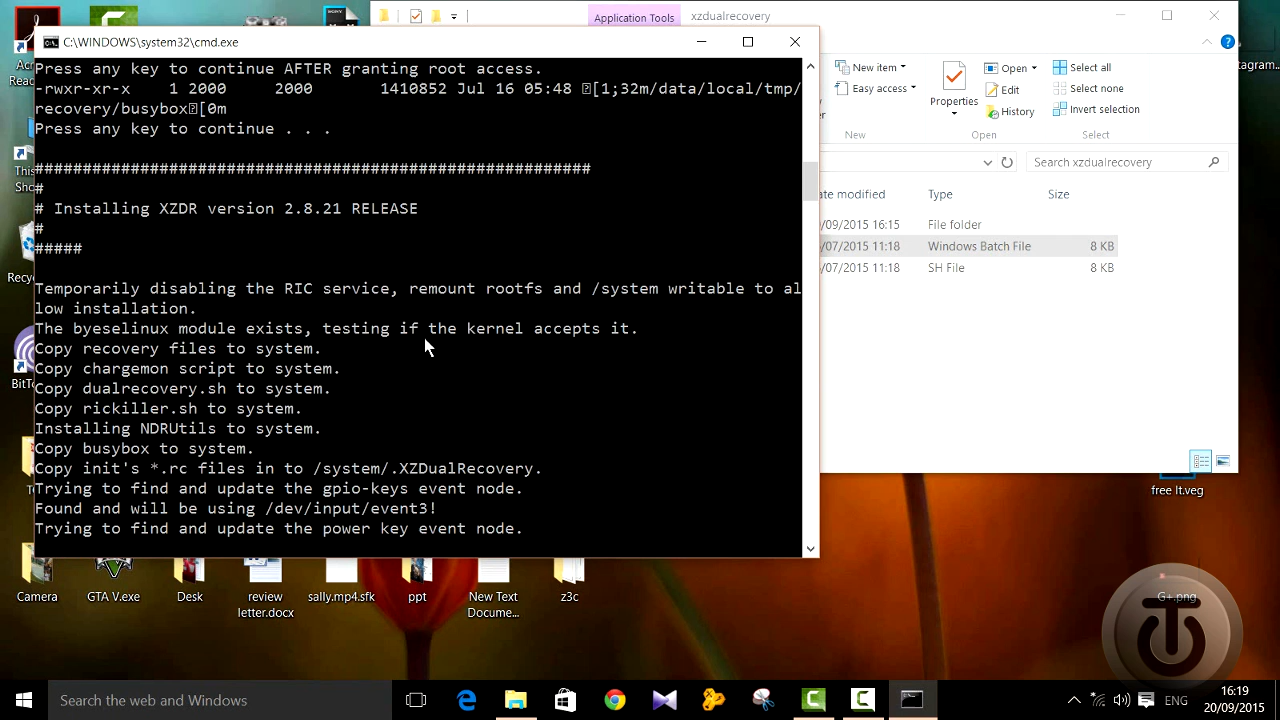 Application Tools
xzdualrecovery
C:\WINDOWS\system32\cmd.exe
Press any key to continue AFTER granting root access.
-rwxr-xr-x    1 2000     2000       1410852 Jul 16 05:48 [1;32m/data/local/tmp/
recovery/busybox[0m
Press any key to continue . . .
##########################################################
#
# Installing XZDR version 2.8.21 RELEASE
#
#####
Temporarily disabling the RIC service, remount rootfs and /system writable to al
low installation.
The byeselinux module exists, testing if the kernel accepts it.
Copy recovery files to system.
Copy chargemon script to system.
Copy dualrecovery.sh to system.
Copy rickiller.sh to system.
Installing NDRUtils to system.
Copy busybox to system.
Copy init's *.rc files in to /system/.XZDualRecovery.
Trying to find and update the gpio-keys event node.
Found and will be using /dev/input/event3!
Trying to find and update the power key event node.
New item
Easy access
New
Properties
Open
Edit
History
Open
Select all
Select none
Invert selection
Select
Search xzdualrecovery
ate modified
Type
Size
/09/2015 16:15
File folder
/07/2015 11:18
Windows Batch File
8 KB
/07/2015 11:18
SH File
8 KB
Ac
Rea
This
Sho
Recyc
BitTo
stagram...
free lt.veg
Camera
GTA V.exe
Desk
review
letter.docx
sally.mp4.sfk
ppt
New Text
Docume...
z3c
G+.png
Search the web and Windows
ENG
16:19
20/09/2015